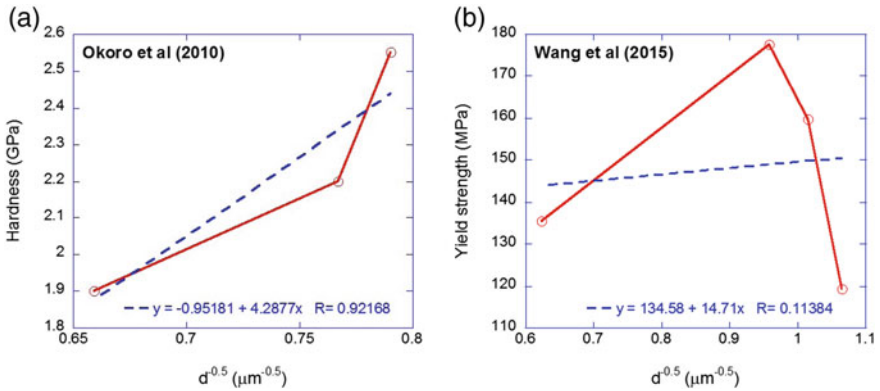 (a)
Okoro et al (2010)
Hardness (GPa)
2.6
2.5
2.4
2.3
2.2
2.1
2
1.9
1.8
y = -0.95181 + 4.2877x R= 0.92168
0.65
0.7
0.75
0.8
d⁻⁰·⁵ (μm⁻⁰·⁵)
(b)
Wang et al (2015)
Yield strength (MPa)
180
170
160
150
140
130
120
110
y = 134.58 + 14.71x R= 0.11384
0.5
0.6
0.7
0.8
0.9
1
1.1
d⁻⁰·⁵ (μm⁻⁰·⁵)